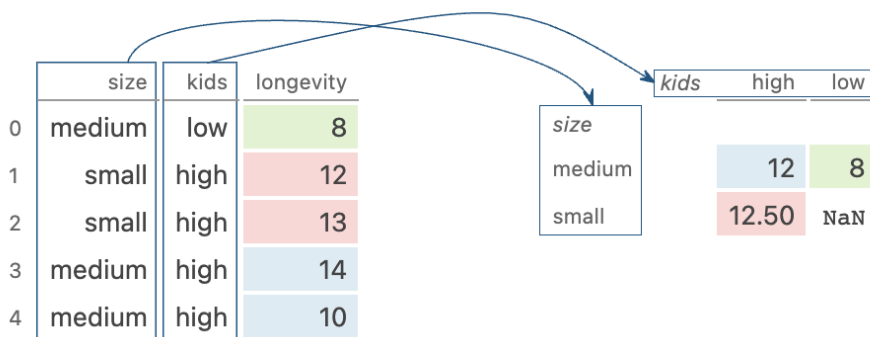 size kids longevity
0 medium low 8
1 small high 12
2 small high 13
3 medium high 14
4 medium high 10
kids high low
size
medium 12 8
small 12.50 NaN